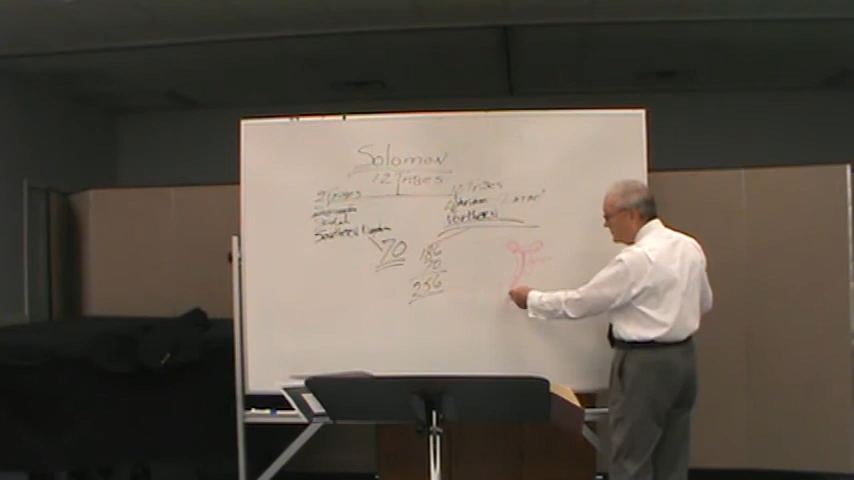 Solomon
12 Tribes
2 Tribes
10 Tribes
Judah
Northern
Southern Kingdom
70
186
70
256